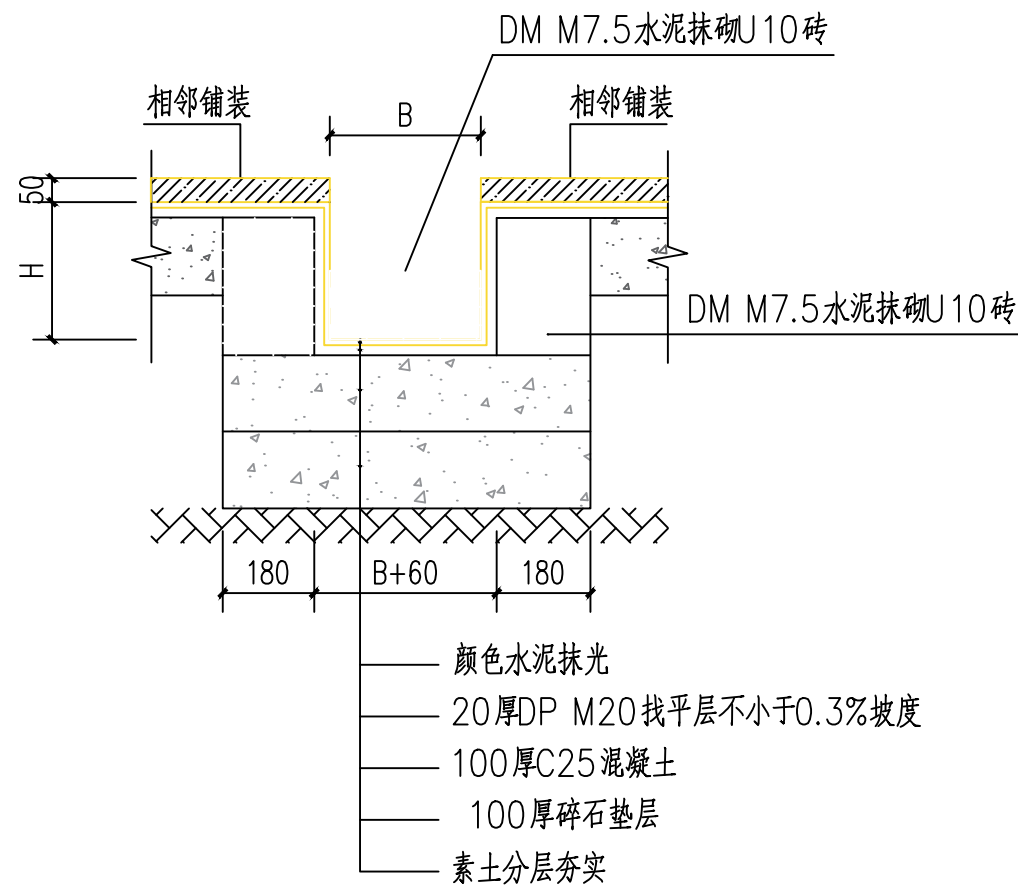 DM M7.5水泥抹砌U10砖
相邻铺装
B
相邻铺装
50
H
DM M7.5水泥抹砌U10砖
180
B+60
180
颜色水泥抹光
20厚DP M20找平层不小于0.3%坡度
100厚C25混凝土
100厚碎石垫层
素土分层夯实